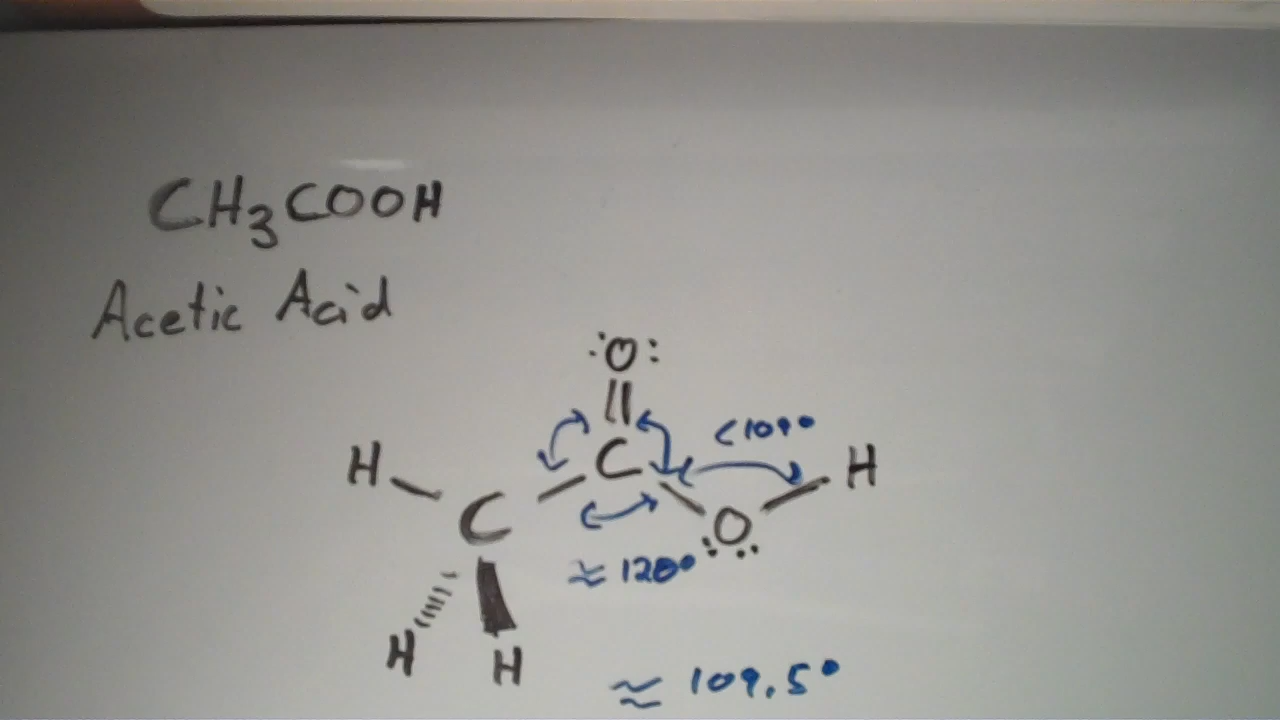 CH3COOH
Acetic Acid
:O:
<109°
H C H
C O
≈ 120°
H H
≈ 109.5°